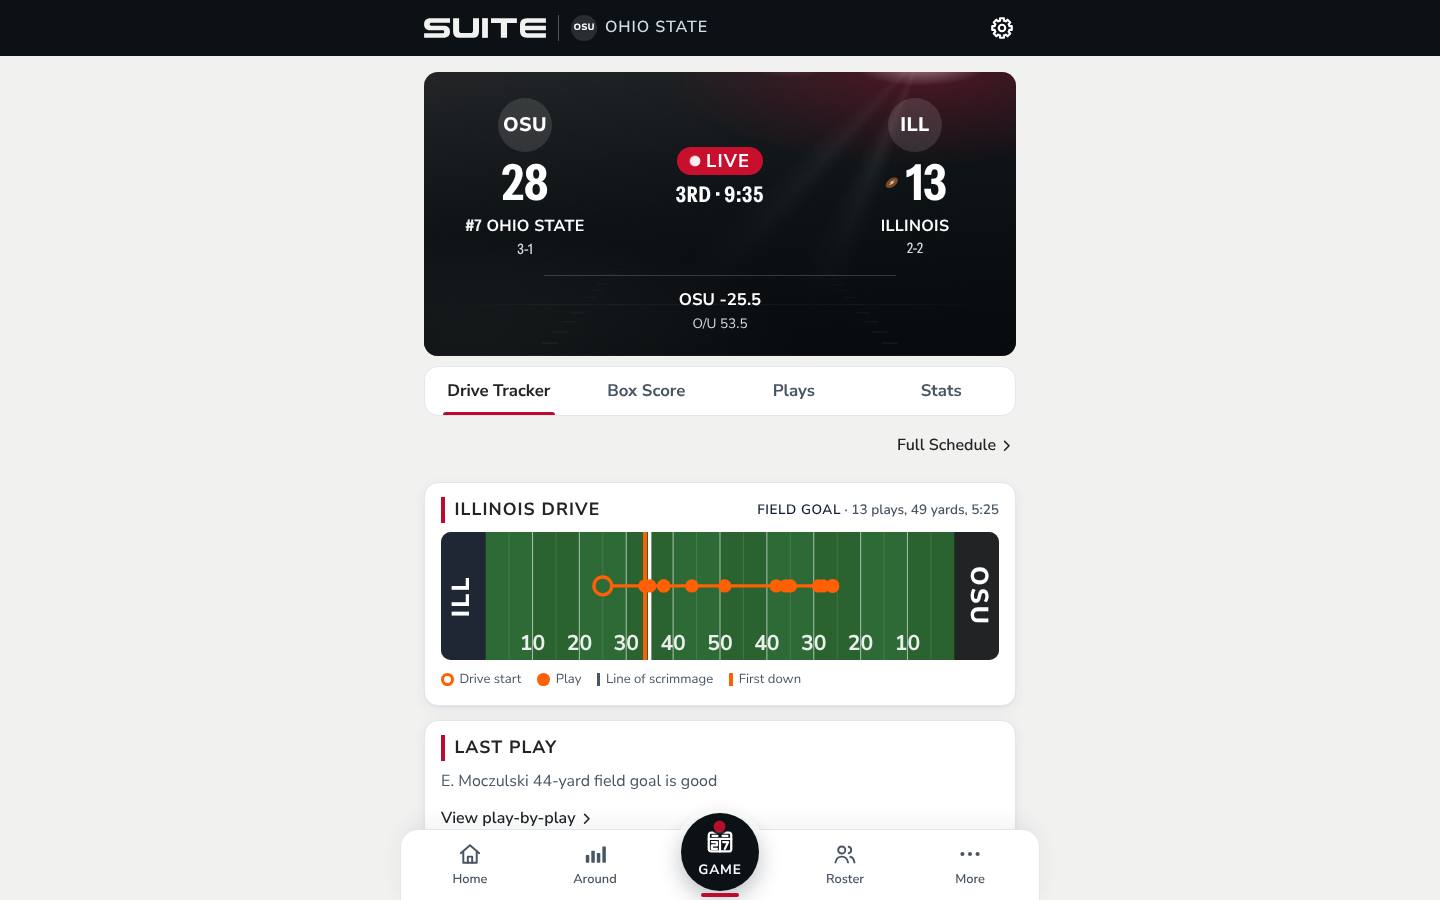 SUITE OSU OHIO STATE
OSU ILL
LIVE
28 13
3RD · 9:35
#7 OHIO STATE ILLINOIS
3-1 2-2
OSU -25.5
O/U 53.5
Drive Tracker Box Score Plays Stats
Full Schedule
ILLINOIS DRIVE FIELD GOAL · 13 plays, 49 yards, 5:25
ILL OSU
10 20 30 40 50 40 30 20 10
Drive start Play Line of scrimmage First down
LAST PLAY
E. Moczulski 44-yard field goal is good
View play-by-play
27
GAME
Home Around Roster More